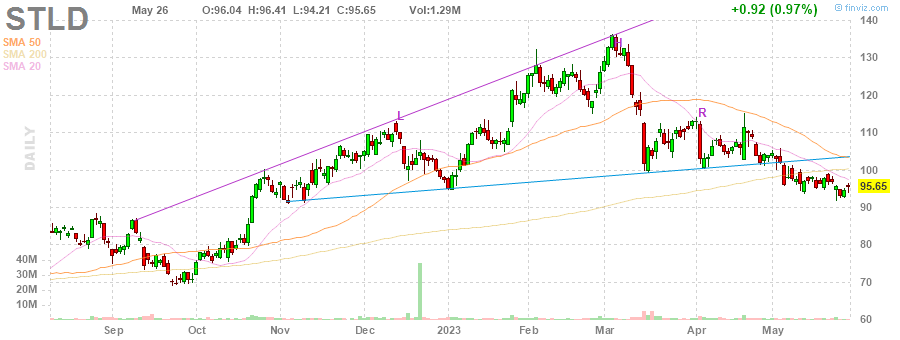 STLD May 26 O:96.04 H:96.41 L:94.21 C:95.65 Vol:1.29M +0.92 (0.97%) © finviz.com
SMA 50
SMA 200
SMA 20
DAILY
140
130
120
110
100
95.65
90
80
70
60
40M
30M
20M
10M
L
H
R
Sep Oct Nov Dec 2023 Feb Mar Apr May